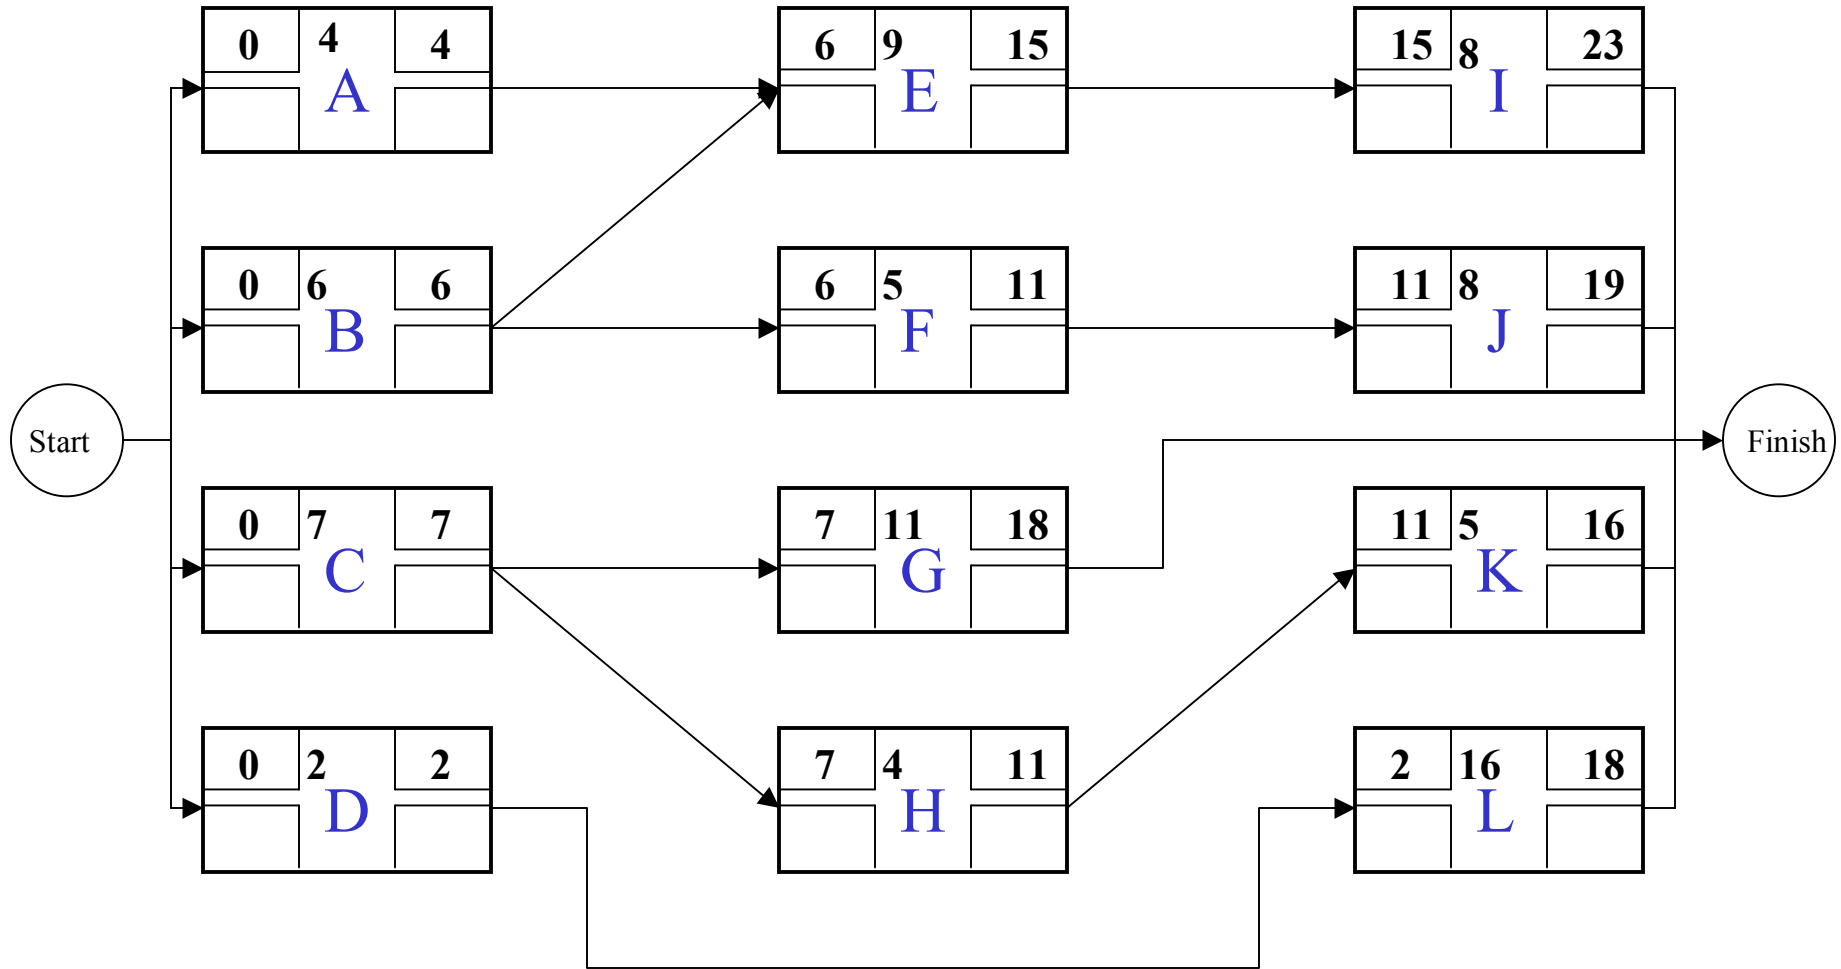 0 4 4
A
6 9 15
E
15 8 23
I
0 6 6
B
6 5 11
F
11 8 19
J
Start
Finish
0 7 7
C
7 11 18
G
11 5 16
K
0 2 2
D
7 4 11
H
2 16 18
L